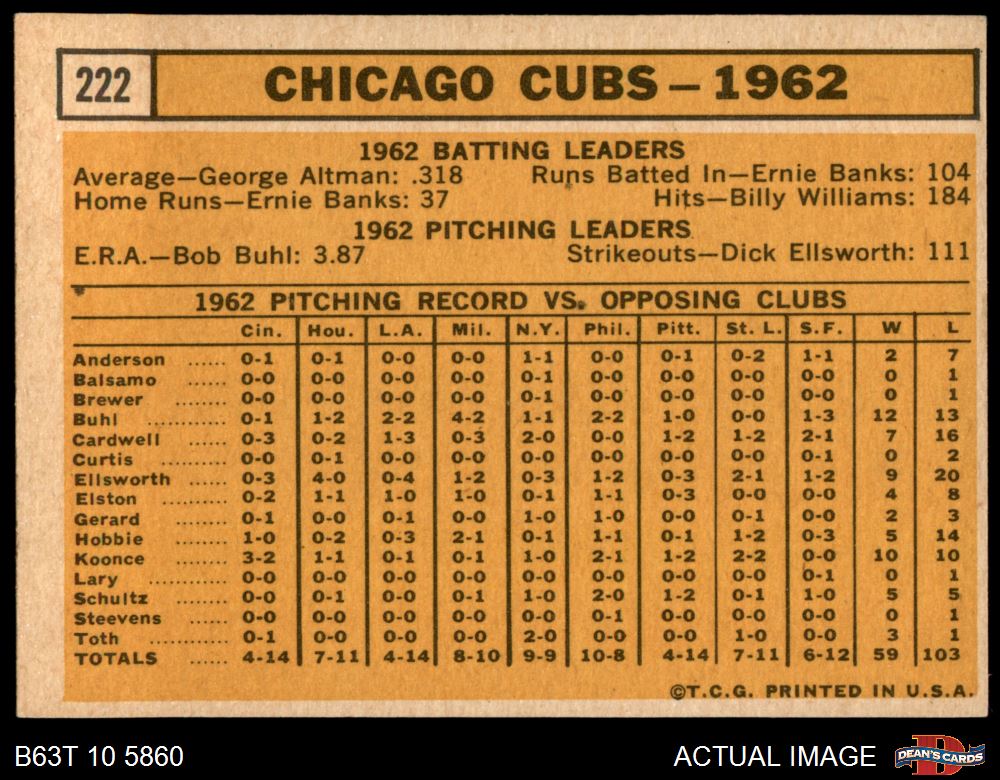 222 CHICAGO CUBS – 1962
1962 BATTING LEADERS
Average—George Altman: .318 Runs Batted In—Ernie Banks: 104
Home Runs—Ernie Banks: 37 Hits—Billy Williams: 184
1962 PITCHING LEADERS
E.R.A.—Bob Buhl: 3.87 Strikeouts—Dick Ellsworth: 111
1962 PITCHING RECORD VS. OPPOSING CLUBS
Cin. Hou. L.A. Mil. N.Y. Phil. Pitt. St. L. S.F. W L
Anderson ...... 0-1 0-1 0-0 0-0 1-1 0-0 0-1 0-2 1-1 2 7
Balsamo ...... 0-0 0-0 0-0 0-0 0-1 0-0 0-0 0-0 0-0 0 1
Brewer ........ 0-0 0-0 0-0 0-0 0-1 0-0 0-0 0-0 0-0 0 1
Buhl ............ 0-1 1-2 2-2 4-2 1-1 2-2 1-0 0-0 1-3 12 13
Cardwell ...... 0-3 0-2 1-3 0-3 2-0 0-0 1-2 1-2 2-1 7 16
Curtis .......... 0-0 0-1 0-0 0-0 0-0 0-0 0-0 0-0 0-1 0 2
Ellsworth ...... 0-3 4-0 0-4 1-2 0-3 1-2 0-3 2-1 1-2 9 20
Elston .......... 0-2 1-1 1-0 1-0 0-1 1-1 0-3 0-0 0-0 4 8
Gerard ........ 0-1 0-0 0-1 0-0 1-0 1-0 0-0 0-1 0-0 2 3
Hobbie ........ 1-0 0-2 0-3 2-1 0-1 1-1 0-1 1-2 0-3 5 14
Koonce ........ 3-2 1-1 0-1 0-1 1-0 2-1 1-2 2-2 0-0 10 10
Lary ............ 0-0 0-0 0-0 0-0 0-0 0-0 0-0 0-0 0-1 0 1
Schultz ........ 0-0 0-1 0-0 0-1 1-0 2-0 1-2 0-1 1-0 5 5
Steevens ...... 0-0 0-0 0-0 0-0 0-0 0-1 0-0 0-0 0-0 0 1
Toth ............ 0-1 0-0 0-0 0-0 2-0 0-0 0-0 1-0 0-0 3 1
TOTALS ...... 4-14 7-11 4-14 8-10 9-9 10-8 4-14 7-11 6-12 59 103
©T.C.G. PRINTED IN U.S.A.
B63T 10 5860 ACTUAL IMAGE D DEAN'S CARDS